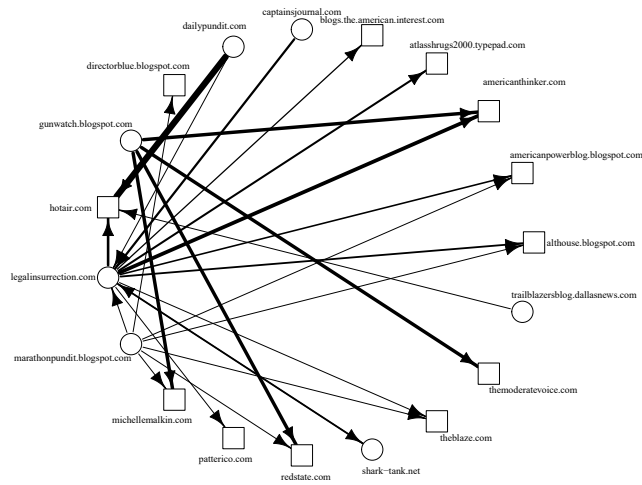 captainsjournal.com
blogs.the.american.interest.com
dailypundit.com
atlasshrugs2000.typepad.com
directorblue.blogspot.com
americanthinker.com
gunwatch.blogspot.com
americanpowerblog.blogspot.com
hotair.com
althouse.blogspot.com
legalinsurrection.com
trailblazersblog.dallasnews.com
marathonpundit.blogspot.com
themoderatevoice.com
michellemalkin.com
theblaze.com
patterico.com
shark−tank.net
redstate.com